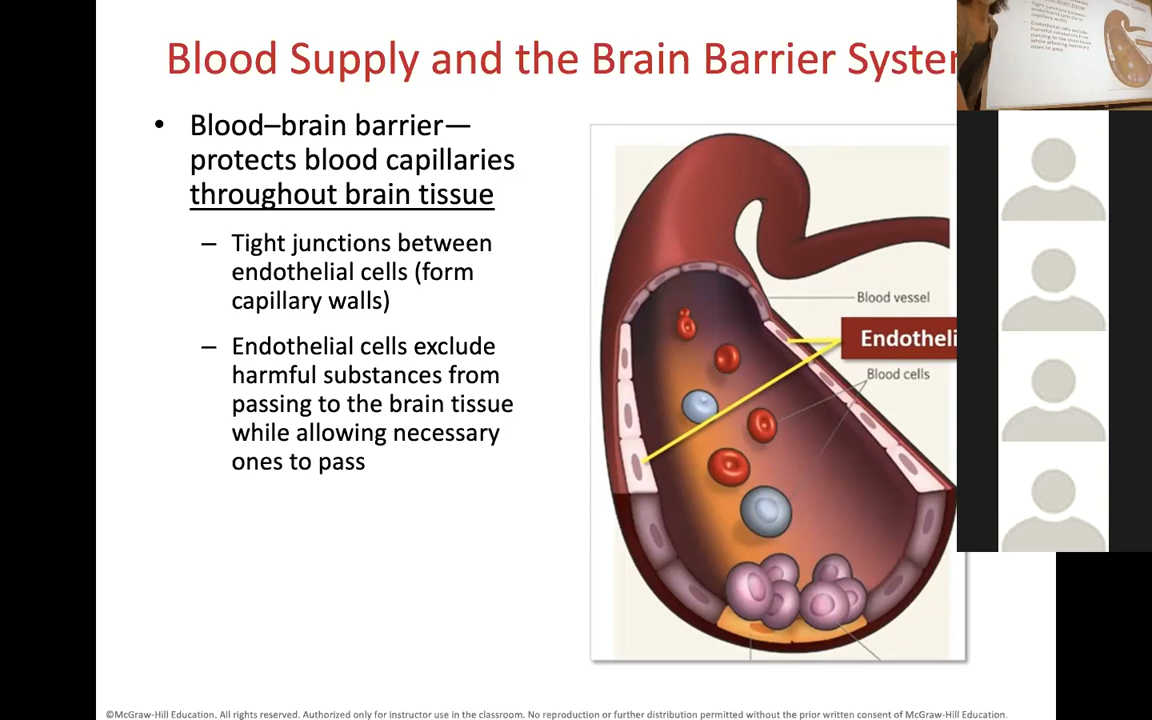 Blood Supply and the Brain Barrier
• Blood–brain barrier—
protects blood capillaries
throughout brain tissue
– Tight junctions between
endothelial cells (form
capillary walls)
– Endothelial cells exclude
harmful substances from
passing to the brain tissue
while allowing necessary
ones to pass
Blood vessel
Blood cells
©McGraw-Hill Education. All rights reserved. Authorized only for instructor use in the classroom. No reproduction or further distribution permitted without the prior written consent of McGraw-Hill Education.